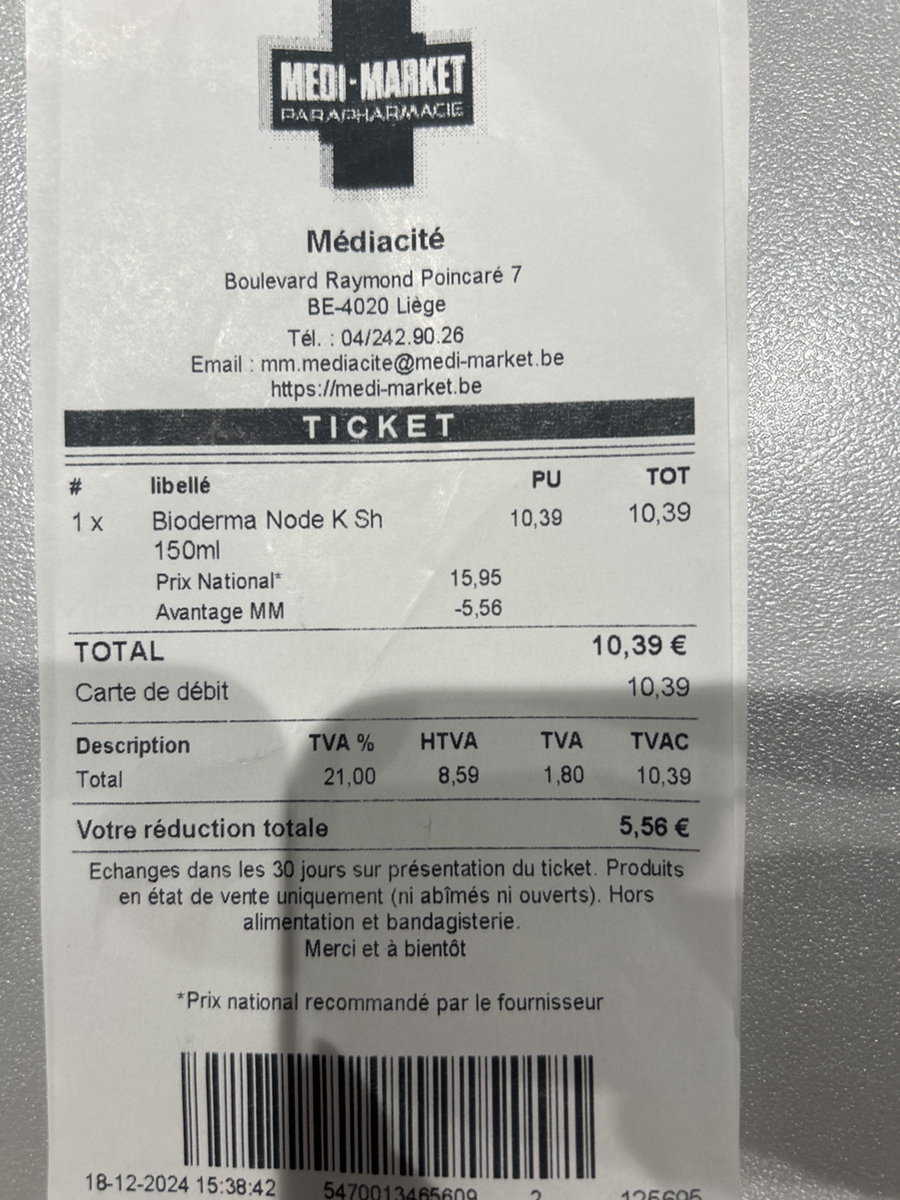 MEDI-MARKET
PARAPHARMACIE
Médiacité
Boulevard Raymond Poincaré 7
BE-4020 Liège
Tél. : 04/242.90.26
Email : mm.mediacite@medi-market.be
https://medi-market.be
TICKET
# libellé PU TOT
1 x Bioderma Node K Sh 10,39 10,39
150ml
Prix National* 15,95
Avantage MM -5,56
TOTAL 10,39 €
Carte de débit 10,39
Description TVA % HTVA TVA TVAC
Total 21,00 8,59 1,80 10,39
Votre réduction totale 5,56 €
Echanges dans les 30 jours sur présentation du ticket. Produits
en état de vente uniquement (ni abîmés ni ouverts). Hors
alimentation et bandagisterie.
Merci et à bientôt
*Prix national recommandé par le fournisseur
18-12-2024 15:38:42 5470013465609 2 125605